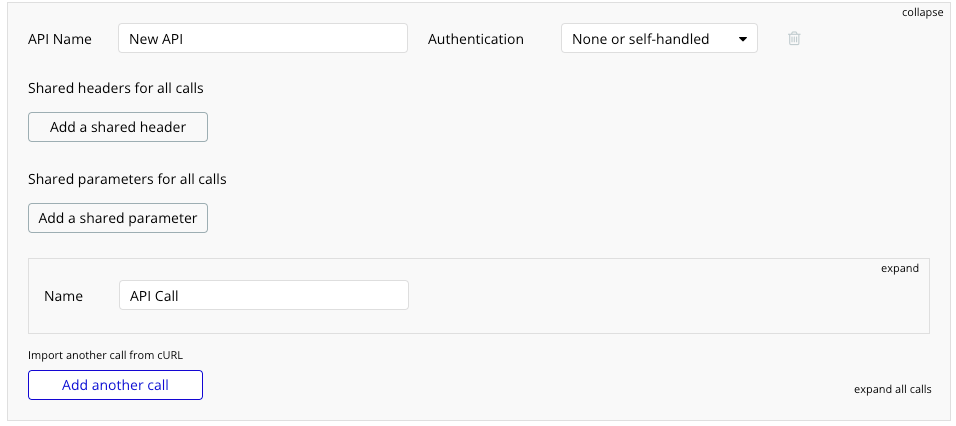 collapse
API Name New API Authentication None or self-handled
Shared headers for all calls
Add a shared header
Shared parameters for all calls
Add a shared parameter
expand
Name API Call
Import another call from cURL
Add another call
expand all calls